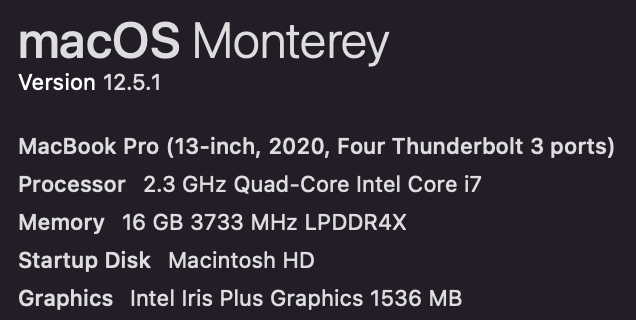 macOS Monterey
Version 12.5.1
MacBook Pro (13-inch, 2020, Four Thunderbolt 3 ports)
Processor 2.3 GHz Quad-Core Intel Core i7
Memory 16 GB 3733 MHz LPDDR4X
Startup Disk Macintosh HD
Graphics Intel Iris Plus Graphics 1536 MB